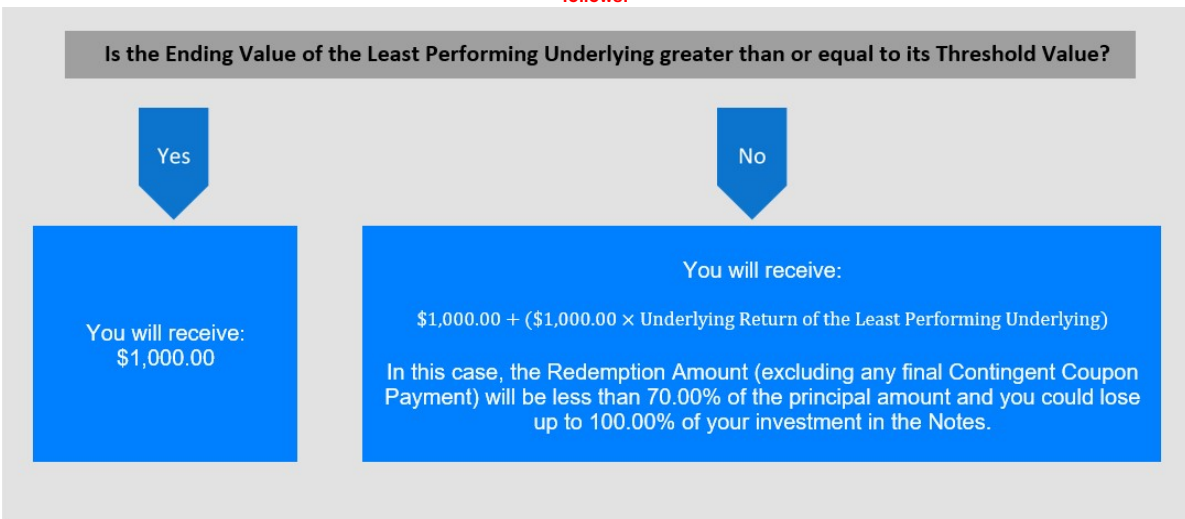 follows:
Is the Ending Value of the Least Performing Underlying greater than or equal to its Threshold Value?
Yes
No
You will receive:
$1,000.00
You will receive:
$1,000.00 + ($1,000.00 × Underlying Return of the Least Performing Underlying)
In this case, the Redemption Amount (excluding any final Contingent Coupon
Payment) will be less than 70.00% of the principal amount and you could lose
up to 100.00% of your investment in the Notes.